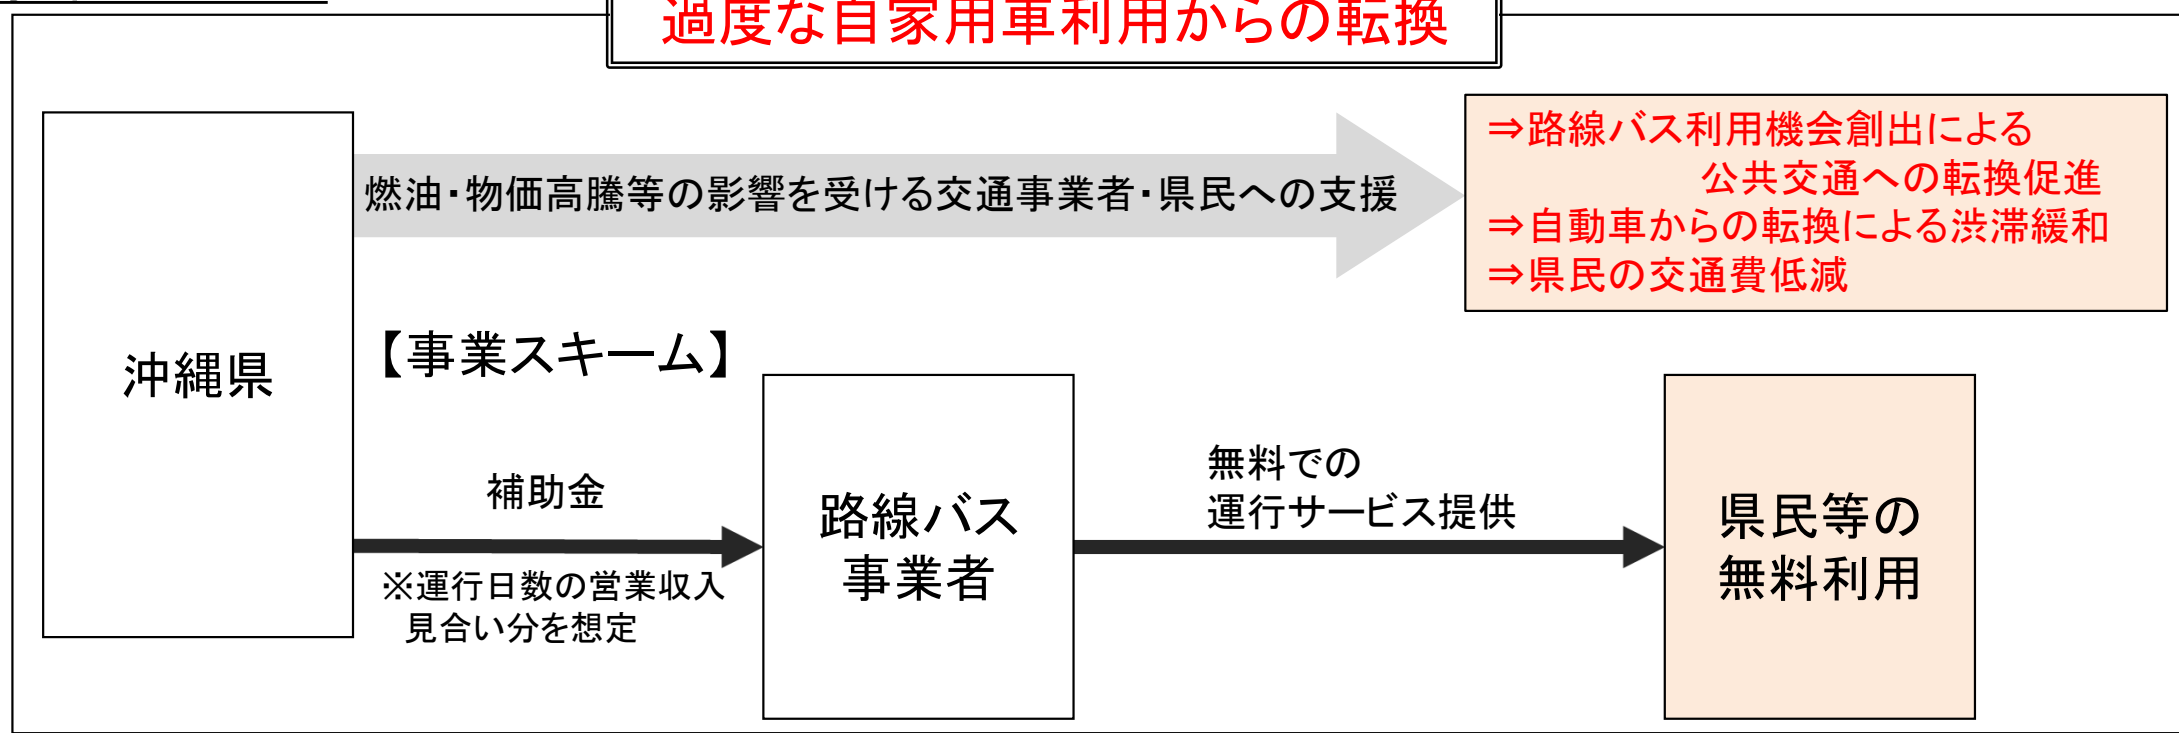 過度な自家用車利用からの転換
燃油・物価高騰等の影響を受ける交通事業者・県民への支援
⇒路線バス利用機会創出による
公共交通への転換促進
⇒自動車からの転換による渋滞緩和
⇒県民の交通費低減
沖縄県
【事業スキーム】
補助金
※運行日数の営業収入
見合い分を想定
路線バス
事業者
無料での
運行サービス提供
県民等の
無料利用